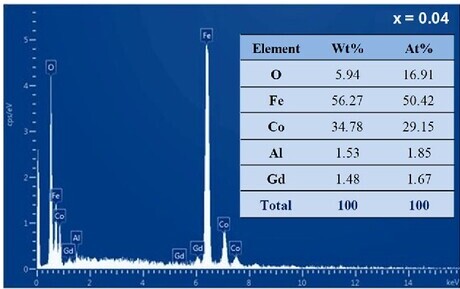 x = 0.04
Element Wt% At%
O 5.94 16.91
Fe 56.27 50.42
Co 34.78 29.15
Al 1.53 1.85
Gd 1.48 1.67
Total 100 100
cps/eV
5
4
3
2
1
0
O
Fe
Co
Gd
Al
Gd
Gd
Fe
Co
Co
0 2 4 6 8 10 12 14 keV